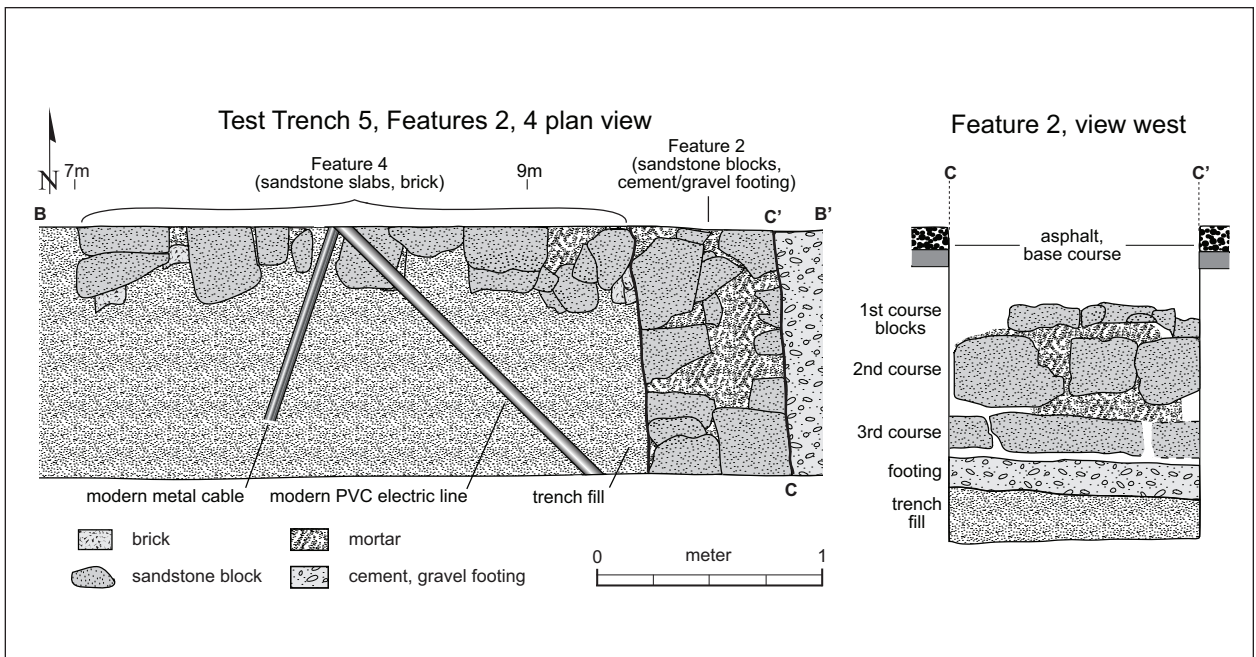 Test Trench 5, Features 2, 4 plan view
Feature 2, view west
N
7m
Feature 4
(sandstone slabs, brick)
9m
Feature 2
(sandstone blocks,
cement/gravel footing)
B
C'
B'
C
modern metal cable
modern PVC electric line
trench fill
brick
mortar
sandstone block
cement, gravel footing
0
meter
1
C
C'
asphalt,
base course
1st course
blocks
2nd course
3rd course
footing
trench
fill